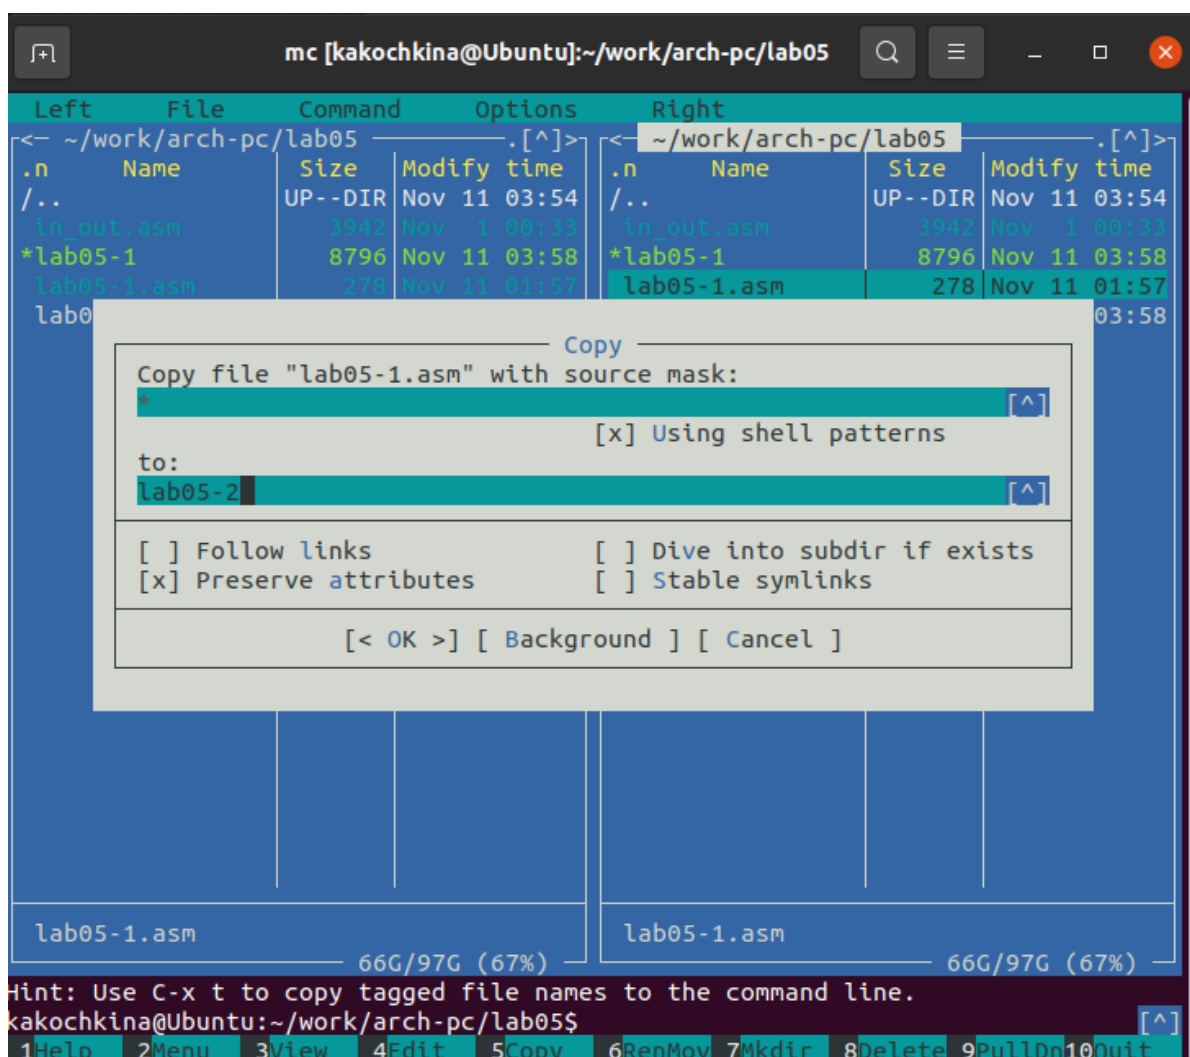 mc [kakochkina@Ubuntu]:~/work/arch-pc/lab05
Left File Command Options Right
<─ ~/work/arch-pc/lab05 ─.[^]> <─ ~/work/arch-pc/lab05 ─.[^]>
.n Name Size Modify time .n Name Size Modify time
/.. UP--DIR Nov 11 03:54 /.. UP--DIR Nov 11 03:54
in_out.asm 3942 Nov 1 00:33 in_out.asm 3942 Nov 1 00:33
*lab05-1 8796 Nov 11 03:58 *lab05-1 8796 Nov 11 03:58
lab05-1.asm 278 Nov 11 01:57 lab05-1.asm 278 Nov 11 01:57
lab0 03:58
Copy
Copy file "lab05-1.asm" with source mask:
* [^]
[x] Using shell patterns
to:
lab05-2 [^]
[ ] Follow links [ ] Dive into subdir if exists
[x] Preserve attributes [ ] Stable symlinks
[< OK >] [ Background ] [ Cancel ]
lab05-1.asm lab05-1.asm
66G/97G (67%) 66G/97G (67%)
Hint: Use C-x t to copy tagged file names to the command line.
kakochkina@Ubuntu:~/work/arch-pc/lab05$ [^]
1Help 2Menu 3View 4Edit 5Copy 6RenMov 7Mkdir 8Delete 9PullDn 10Quit